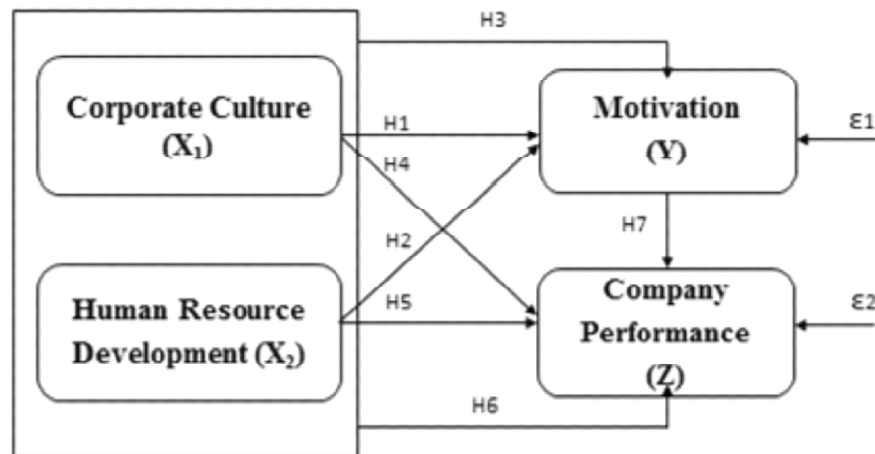 H3
Corporate Culture
(X₁)
H1
H4
Motivation
(Y)
ε1
H2
H7
Human Resource
Development (X₂)
H5
Company
Performance
(Z)
ε2
H6